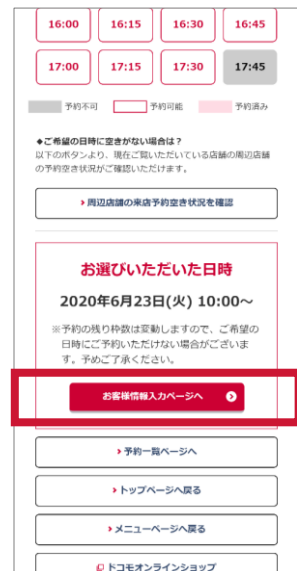 16:00 16:15 16:30 16:45
17:00 17:15 17:30 17:45
予約不可 予約可能 予約済み
◆ご希望の日時に空きがない場合は？
以下のボタンより、現在ご覧いただいている店舗の周辺店舗
の予約空き状況がご確認いただけます。
周辺店舗の来店予約空き状況を確認
お選びいただいた日時
2020年6月23日(火) 10:00～
※予約の残り枠数は変動しますので、ご希望の
日時にご予約いただけない場合がございま
す。予めご了承ください。
お客様情報入力ページへ
予約一覧ページへ
トップページへ戻る
メニューページへ戻る
ドコモオンラインショップ